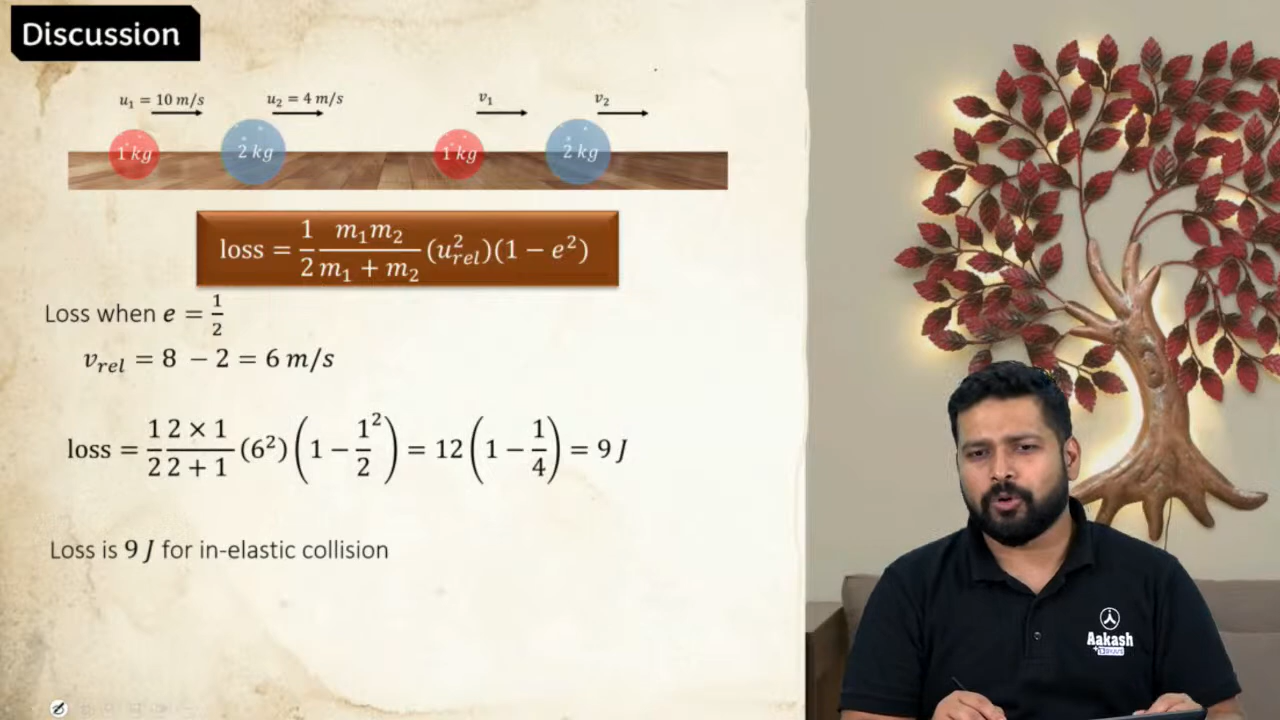 Discussion
u₁ = 10 m/s
u₂ = 4 m/s
v₁
v₂
1 kg
2 kg
1 kg
2 kg
loss = 1/2 m₁m₂/(m₁ + m₂) (u²_rel)(1 − e²)
Loss when e = 1/2
v_rel = 8 − 2 = 6 m/s
loss = 1/2 (2 × 1)/(2 + 1) (6²)(1 − 1²/2) = 12(1 − 1/4) = 9 J
Loss is 9 J for in-elastic collision
Aakash